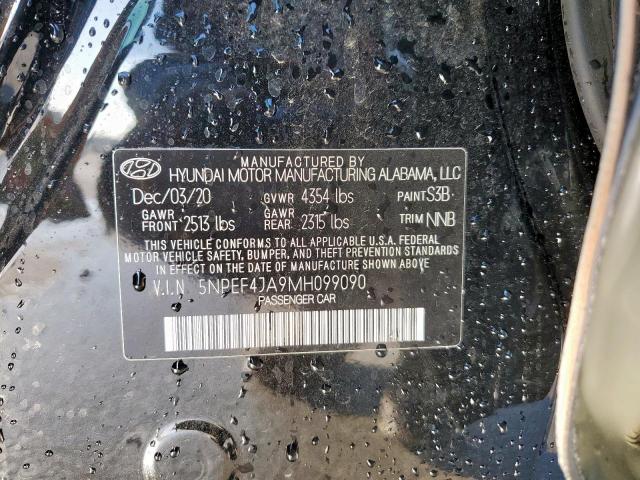 MANUFACTURED BY
HYUNDAI MOTOR MANUFACTURING ALABAMA, LLC
Dec/03/20 GVWR 4354 lbs PAINT S3B
GAWR FRONT 2513 lbs GAWR REAR 2315 lbs TRIM NNB
THIS VEHICLE CONFORMS TO ALL APPLICABLE U.S.A. FEDERAL
MOTOR VEHICLE SAFETY, BUMPER, AND THEFT PREVENTION STANDARDS
IN EFFECT ON THE DATE OF MANUFACTURE SHOWN ABOVE.
V.I.N 5NPEF4JA9MH099090
PASSENGER CAR